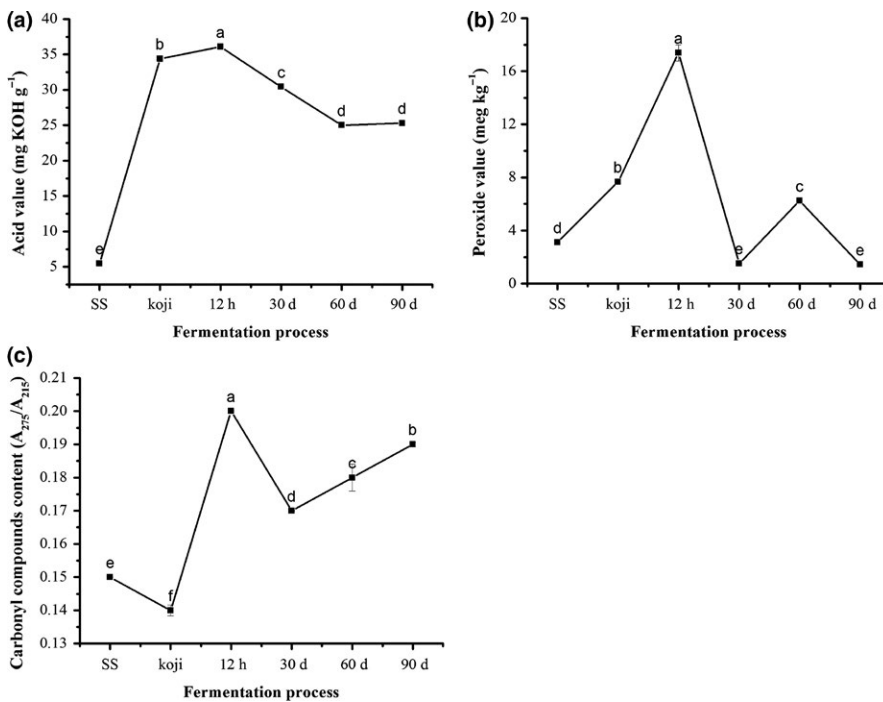 (a)
Acid value (mg KOH g⁻¹)
40
35
30
25
20
15
10
5
e
b
a
c
d
d
SS koji 12 h 30 d 60 d 90 d
Fermentation process
(b)
Peroxide value (meg kg⁻¹)
20
16
12
8
4
0
d
b
a
e
c
e
SS koji 12 h 30 d 60 d 90 d
Fermentation process
(c)
Carbonyl compounds content (A₂₇₅/A₂₁₅)
0.21
0.20
0.19
0.18
0.17
0.16
0.15
0.14
0.13
e
f
a
d
c
b
SS koji 12 h 30 d 60 d 90 d
Fermentation process